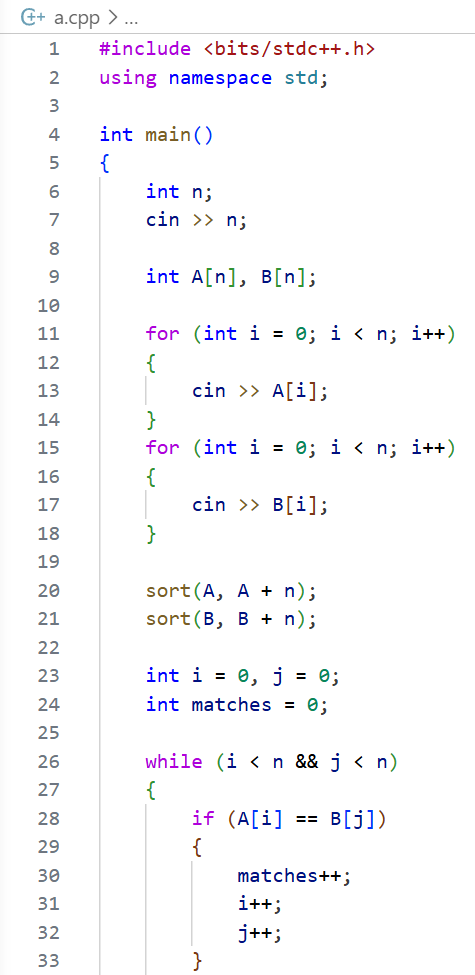 a.cpp > ...
1 #include <bits/stdc++.h>
2 using namespace std;
3
4 int main()
5 {
6     int n;
7     cin >> n;
8
9     int A[n], B[n];
10
11     for (int i = 0; i < n; i++)
12     {
13         cin >> A[i];
14     }
15     for (int i = 0; i < n; i++)
16     {
17         cin >> B[i];
18     }
19
20     sort(A, A + n);
21     sort(B, B + n);
22
23     int i = 0, j = 0;
24     int matches = 0;
25
26     while (i < n && j < n)
27     {
28         if (A[i] == B[j])
29         {
30             matches++;
31             i++;
32             j++;
33         }